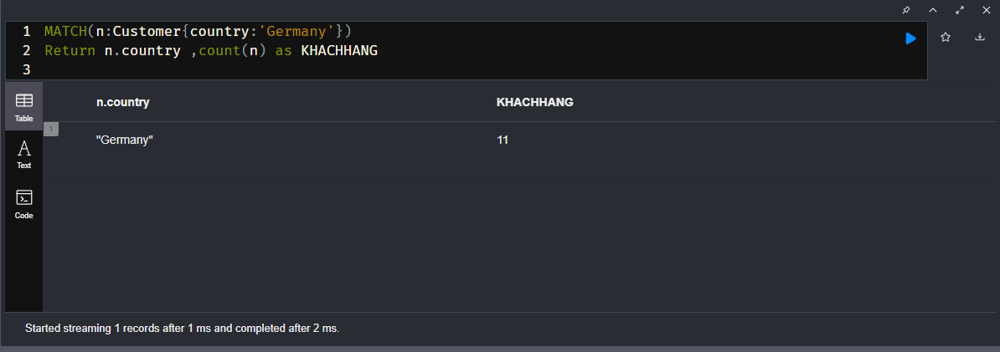 1 MATCH(n:Customer{country:'Germany'})
2 Return n.country ,count(n) as KHACHHANG
3
Table
n.country KHACHHANG
1
"Germany" 11
Text
Code
Started streaming 1 records after 1 ms and completed after 2 ms.